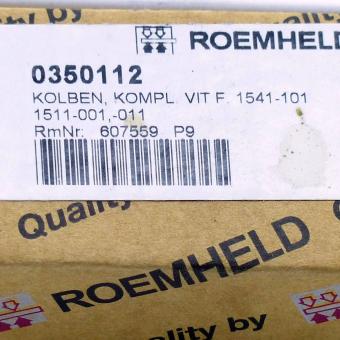 ROEMHELD
0350112
KOLBEN, KOMPL. VIT F. 1541-101
1511-001,-011
RmNr: 607559 P9
Quality by
ROEMHELD
Quality by